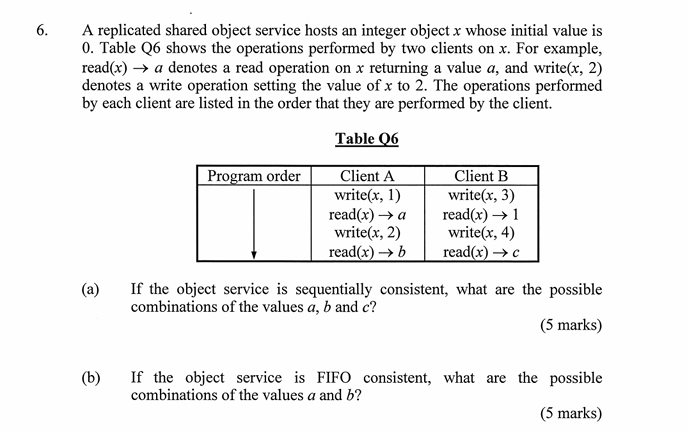 6. A replicated shared object service hosts an integer object x whose initial value is
0. Table Q6 shows the operations performed by two clients on x. For example,
read(x) → a denotes a read operation on x returning a value a, and write(x, 2)
denotes a write operation setting the value of x to 2. The operations performed
by each client are listed in the order that they are performed by the client.
Table Q6
Program order Client A Client B
write(x, 1) write(x, 3)
read(x) → a read(x) → 1
write(x, 2) write(x, 4)
read(x) → b read(x) → c
(a) If the object service is sequentially consistent, what are the possible
combinations of the values a, b and c?
(5 marks)
(b) If the object service is FIFO consistent, what are the possible
combinations of the values a and b?
(5 marks)